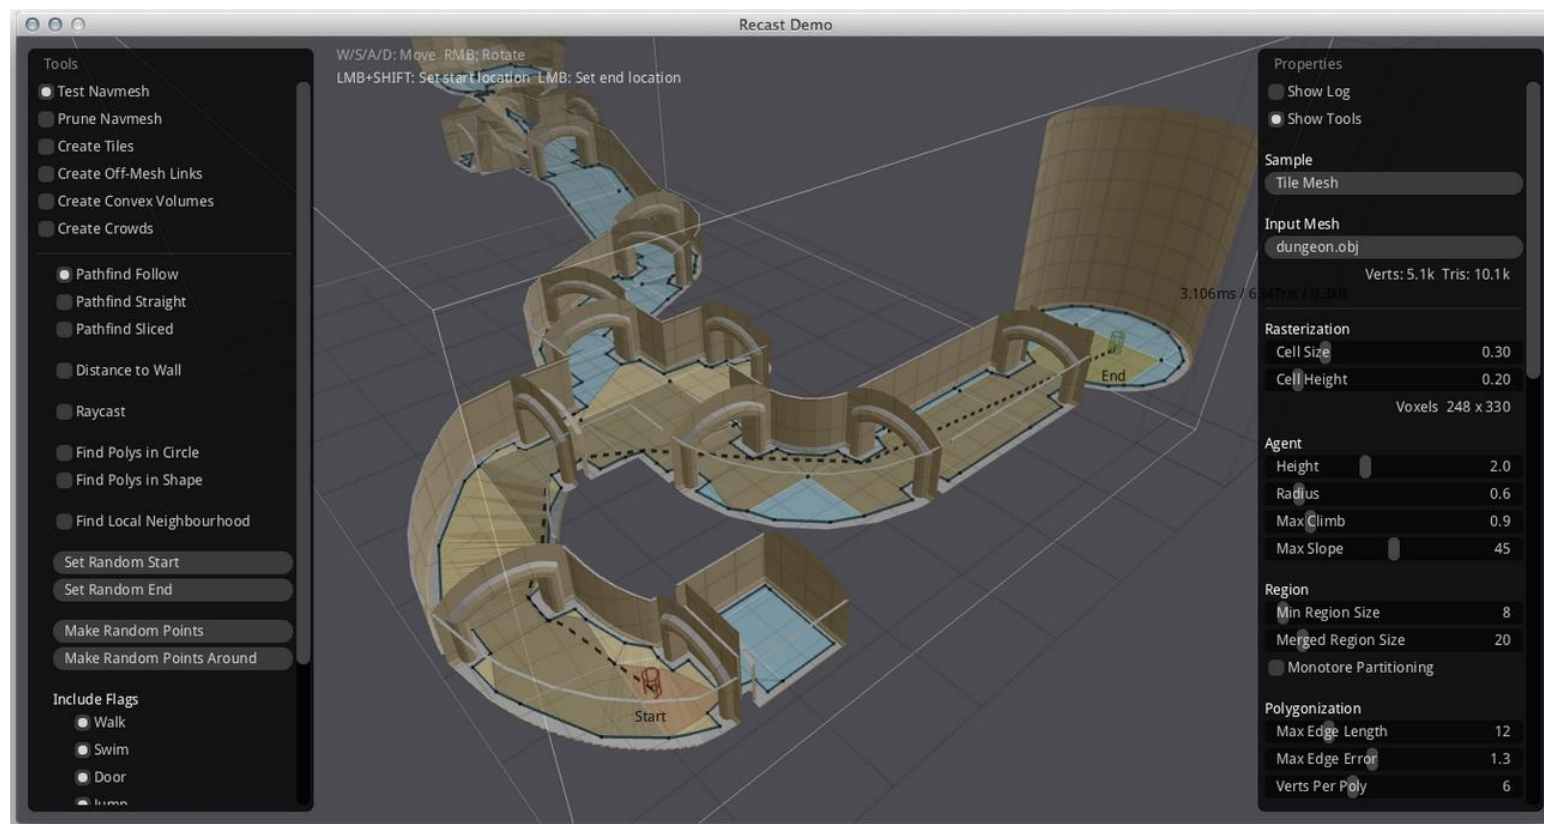 Recast Demo
W/S/A/D: Move RMB: Rotate
LMB+SHIFT: Set start location LMB: Set end location
Tools
Test Navmesh
Prune Navmesh
Create Tiles
Create Off-Mesh Links
Create Convex Volumes
Create Crowds
Pathfind Follow
Pathfind Straight
Pathfind Sliced
Distance to Wall
Raycast
Find Polys in Circle
Find Polys in Shape
Find Local Neighbourhood
Set Random Start
Set Random End
Make Random Points
Make Random Points Around
Include Flags
Walk
Swim
Door
Jump
End
Start
3.106ms /
Properties
Show Log
Show Tools
Sample
Tile Mesh
Input Mesh
dungeon.obj
Verts: 5.1k Tris: 10.1k
Rasterization
Cell Size 0.30
Cell Height 0.20
Voxels 248 x 330
Agent
Height 2.0
Radius 0.6
Max Climb 0.9
Max Slope 45
Region
Min Region Size 8
Merged Region Size 20
Monotore Partitioning
Polygonization
Max Edge Length 12
Max Edge Error 1.3
Verts Per Poly 6